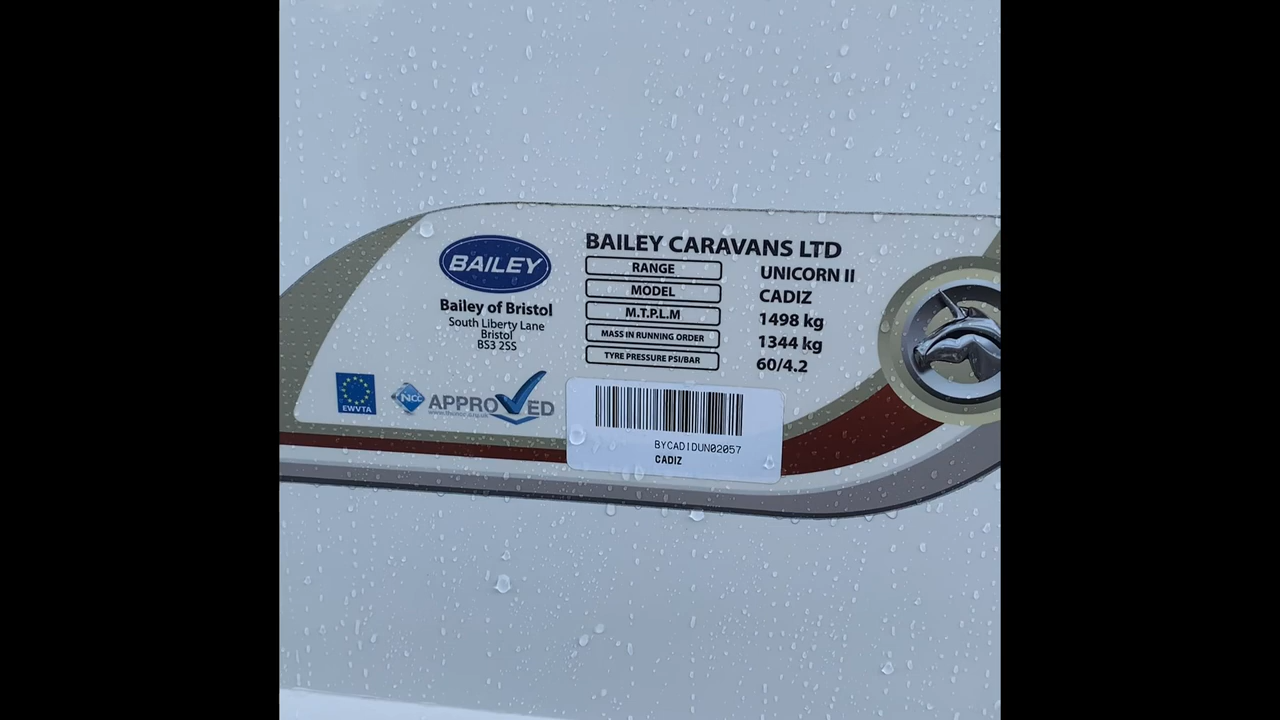 BAILEY
Bailey of Bristol
South Liberty Lane
Bristol
BS3 2SS
BAILEY CARAVANS LTD
RANGE UNICORN II
MODEL CADIZ
M.T.P.L.M 1498 kg
MASS IN RUNNING ORDER 1344 kg
TYRE PRESSURE PSI/BAR 60/4.2
EWVTA
NCC APPROVED
BYCADIDUN02057
CADIZ